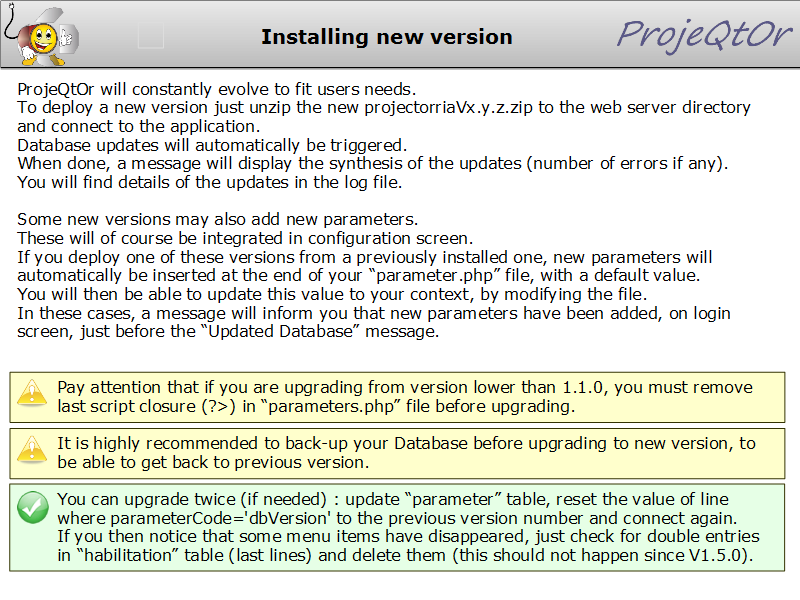 Installing new version
ProjeQtOr
ProjeQtOr will constantly evolve to fit users needs.
To deploy a new version just unzip the new projectorriaVx.y.z.zip to the web server directory
and connect to the application.
Database updates will automatically be triggered.
When done, a message will display the synthesis of the updates (number of errors if any).
You will find details of the updates in the log file.
Some new versions may also add new parameters.
These will of course be integrated in configuration screen.
If you deploy one of these versions from a previously installed one, new parameters will
automatically be inserted at the end of your “parameter.php” file, with a default value.
You will then be able to update this value to your context, by modifying the file.
In these cases, a message will inform you that new parameters have been added, on login
screen, just before the “Updated Database” message.
Pay attention that if you are upgrading from version lower than 1.1.0, you must remove
last script closure (?>) in “parameters.php” file before upgrading.
It is highly recommended to back-up your Database before upgrading to new version, to
be able to get back to previous version.
You can upgrade twice (if needed) : update “parameter” table, reset the value of line
where parameterCode='dbVersion' to the previous version number and connect again.
If you then notice that some menu items have disappeared, just check for double entries
in “habilitation” table (last lines) and delete them (this should not happen since V1.5.0).